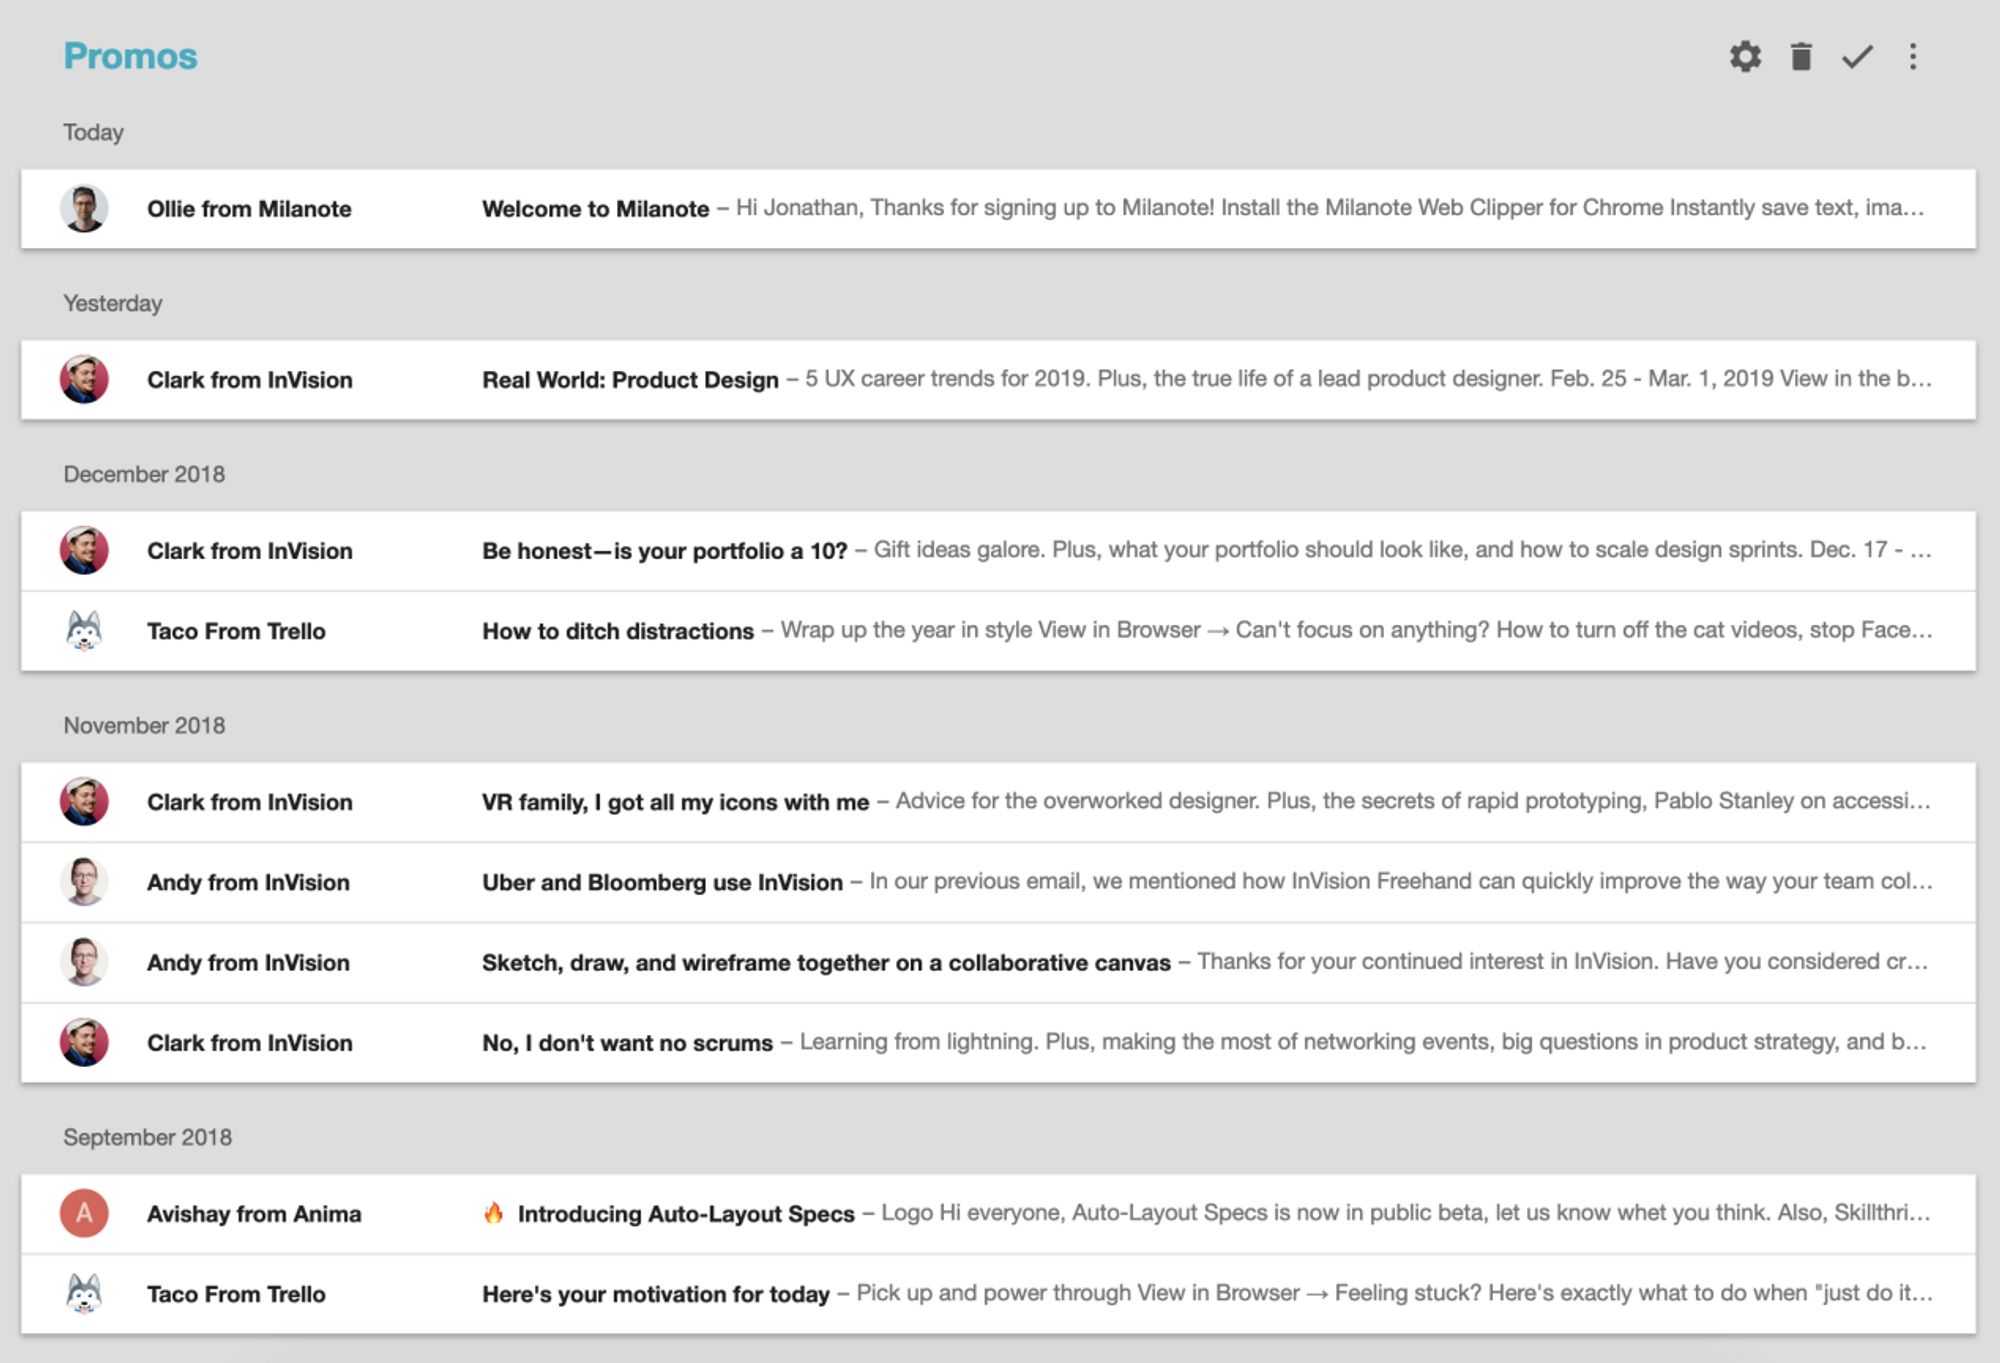 Promos
Today
Ollie from Milanote Welcome to Milanote – Hi Jonathan, Thanks for signing up to Milanote! Install the Milanote Web Clipper for Chrome Instantly save text, ima...
Yesterday
Clark from InVision Real World: Product Design – 5 UX career trends for 2019. Plus, the true life of a lead product designer. Feb. 25 - Mar. 1, 2019 View in the b...
December 2018
Clark from InVision Be honest—is your portfolio a 10? – Gift ideas galore. Plus, what your portfolio should look like, and how to scale design sprints. Dec. 17 - ...
Taco From Trello How to ditch distractions – Wrap up the year in style View in Browser → Can't focus on anything? How to turn off the cat videos, stop Face...
November 2018
Clark from InVision VR family, I got all my icons with me – Advice for the overworked designer. Plus, the secrets of rapid prototyping, Pablo Stanley on accessi...
Andy from InVision Uber and Bloomberg use InVision – In our previous email, we mentioned how InVision Freehand can quickly improve the way your team col...
Andy from InVision Sketch, draw, and wireframe together on a collaborative canvas – Thanks for your continued interest in InVision. Have you considered cr...
Clark from InVision No, I don't want no scrums – Learning from lightning. Plus, making the most of networking events, big questions in product strategy, and b...
September 2018
A Avishay from Anima 🔥 Introducing Auto-Layout Specs – Logo Hi everyone, Auto-Layout Specs is now in public beta, let us know whet you think. Also, Skillthri...
Taco From Trello Here's your motivation for today – Pick up and power through View in Browser → Feeling stuck? Here's exactly what to do when "just do it...